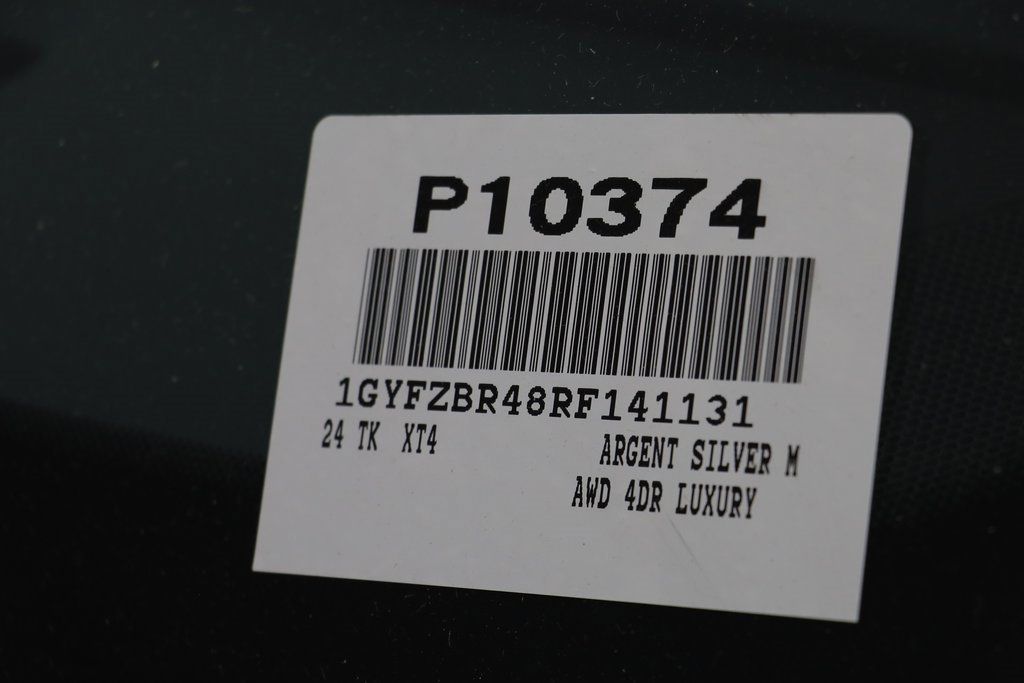 P10374
1GYFZBR48RF141131
24 TK XT4 ARGENT SILVER M
AWD 4DR LUXURY